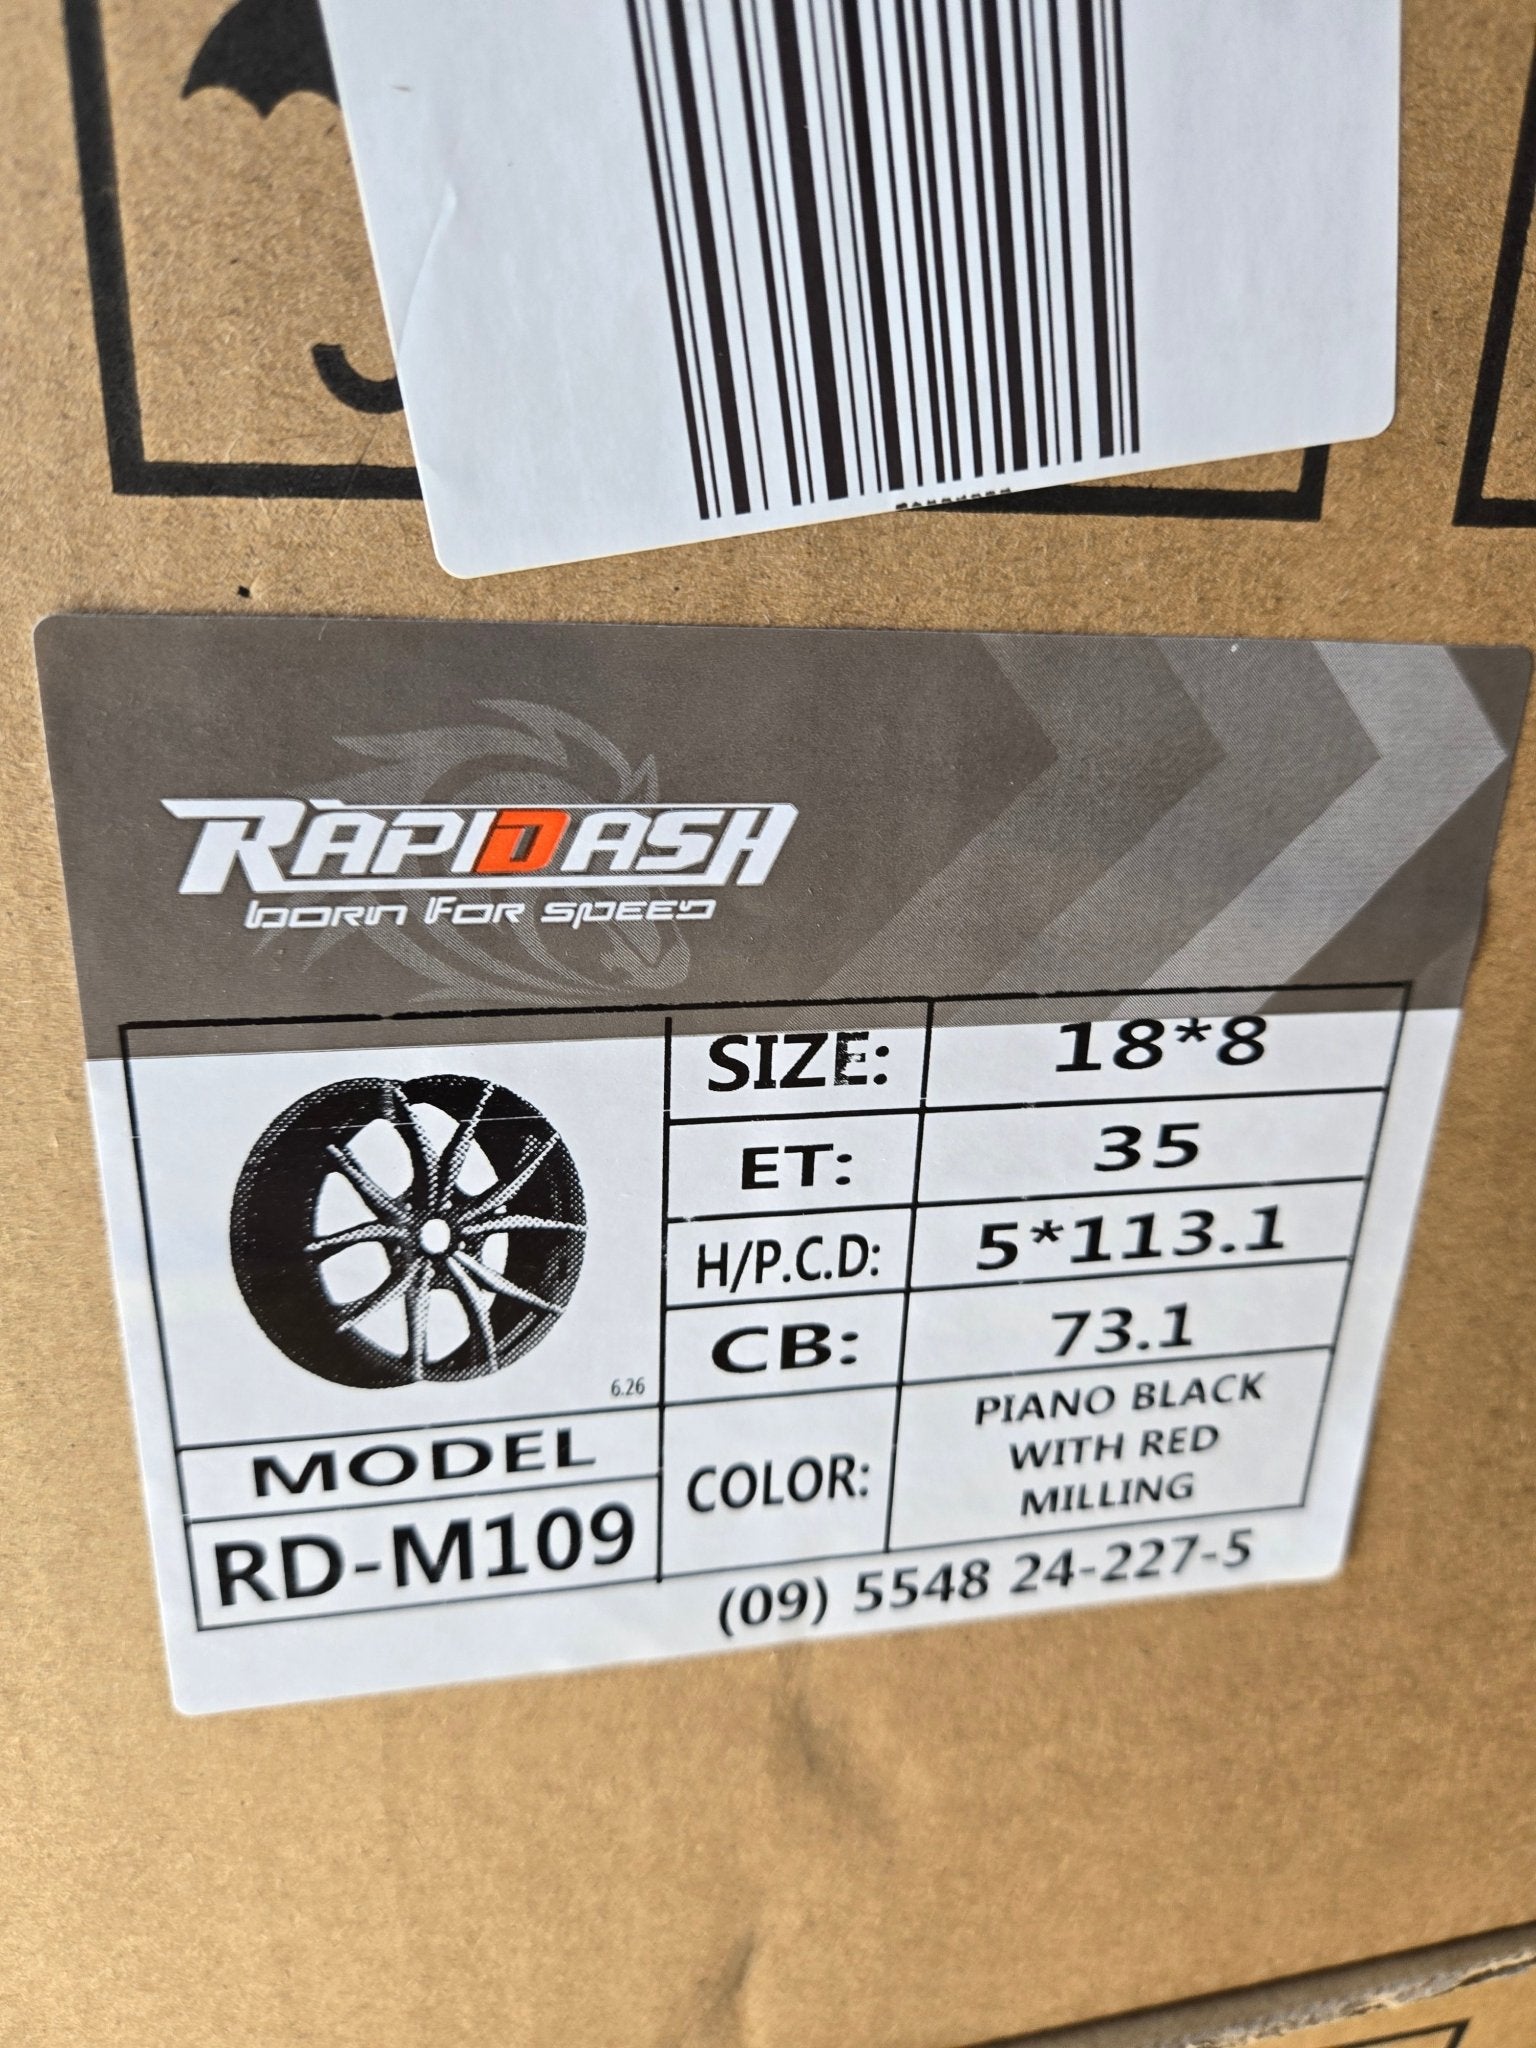 RAPIDASH
born For speed
SIZE: 18*8
ET: 35
H/P.C.D: 5*113.1
CB: 73.1
6.26
MODEL
RD-M109
COLOR: PIANO BLACK
WITH RED
MILLING
(09) 5548 24-227-5